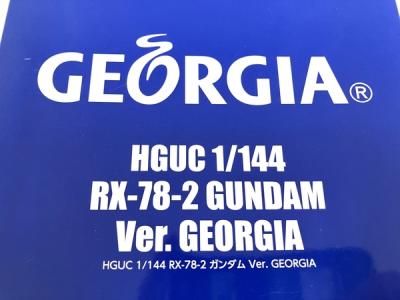 GEORGIA®
HGUC 1/144
RX-78-2 GUNDAM
Ver. GEORGIA
HGUC 1/144 RX-78-2 ガンダム Ver. GEORGIA